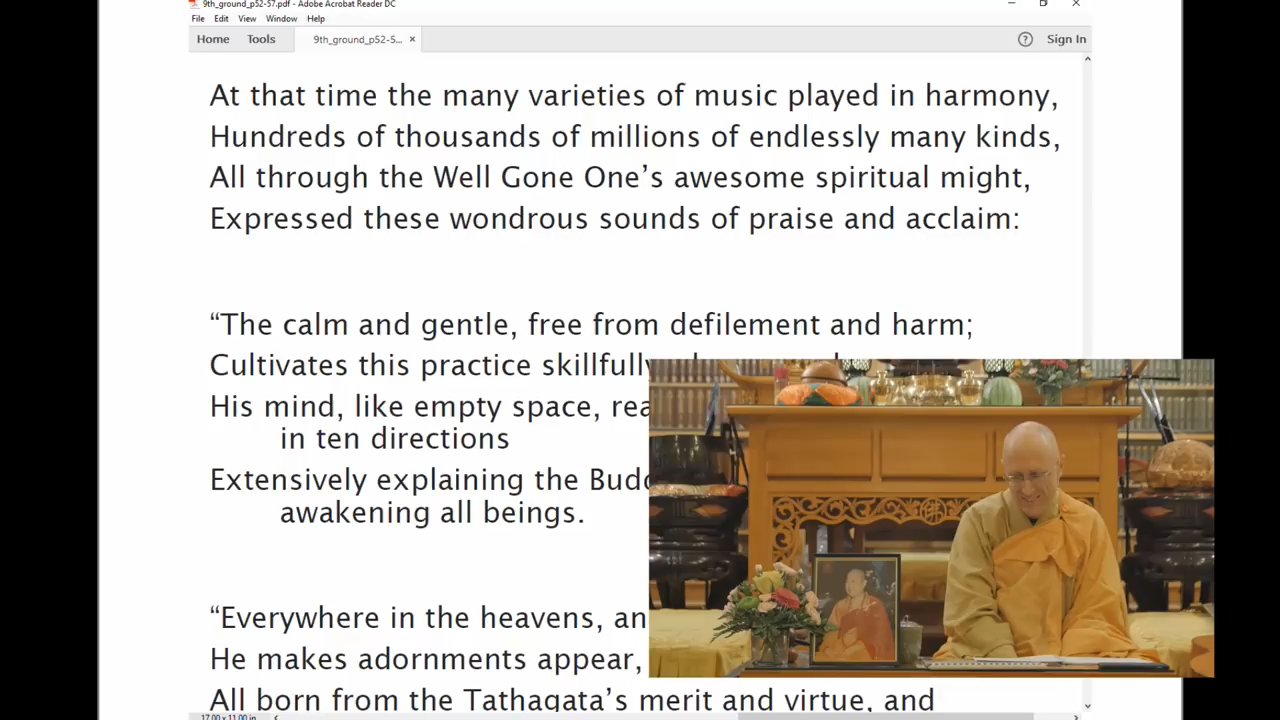 9th_ground_p52-57.pdf - Adobe Acrobat Reader DC
File Edit View Window Help
Home Tools 9th_ground_p52-5... × ? Sign In
At that time the many varieties of music played in harmony,
Hundreds of thousands of millions of endlessly many kinds,
All through the Well Gone One’s awesome spiritual might,
Expressed these wondrous sounds of praise and acclaim:
“The calm and gentle, free from defilement and harm;
Cultivates this practice skillfully
His mind, like empty space,
in ten directions
Extensively explaining the
awakening all beings.
“Everywhere in the heavens,
He makes adornments appear,
All born from the Tathagata’s merit and virtue, and
17.00 x 11.00 in